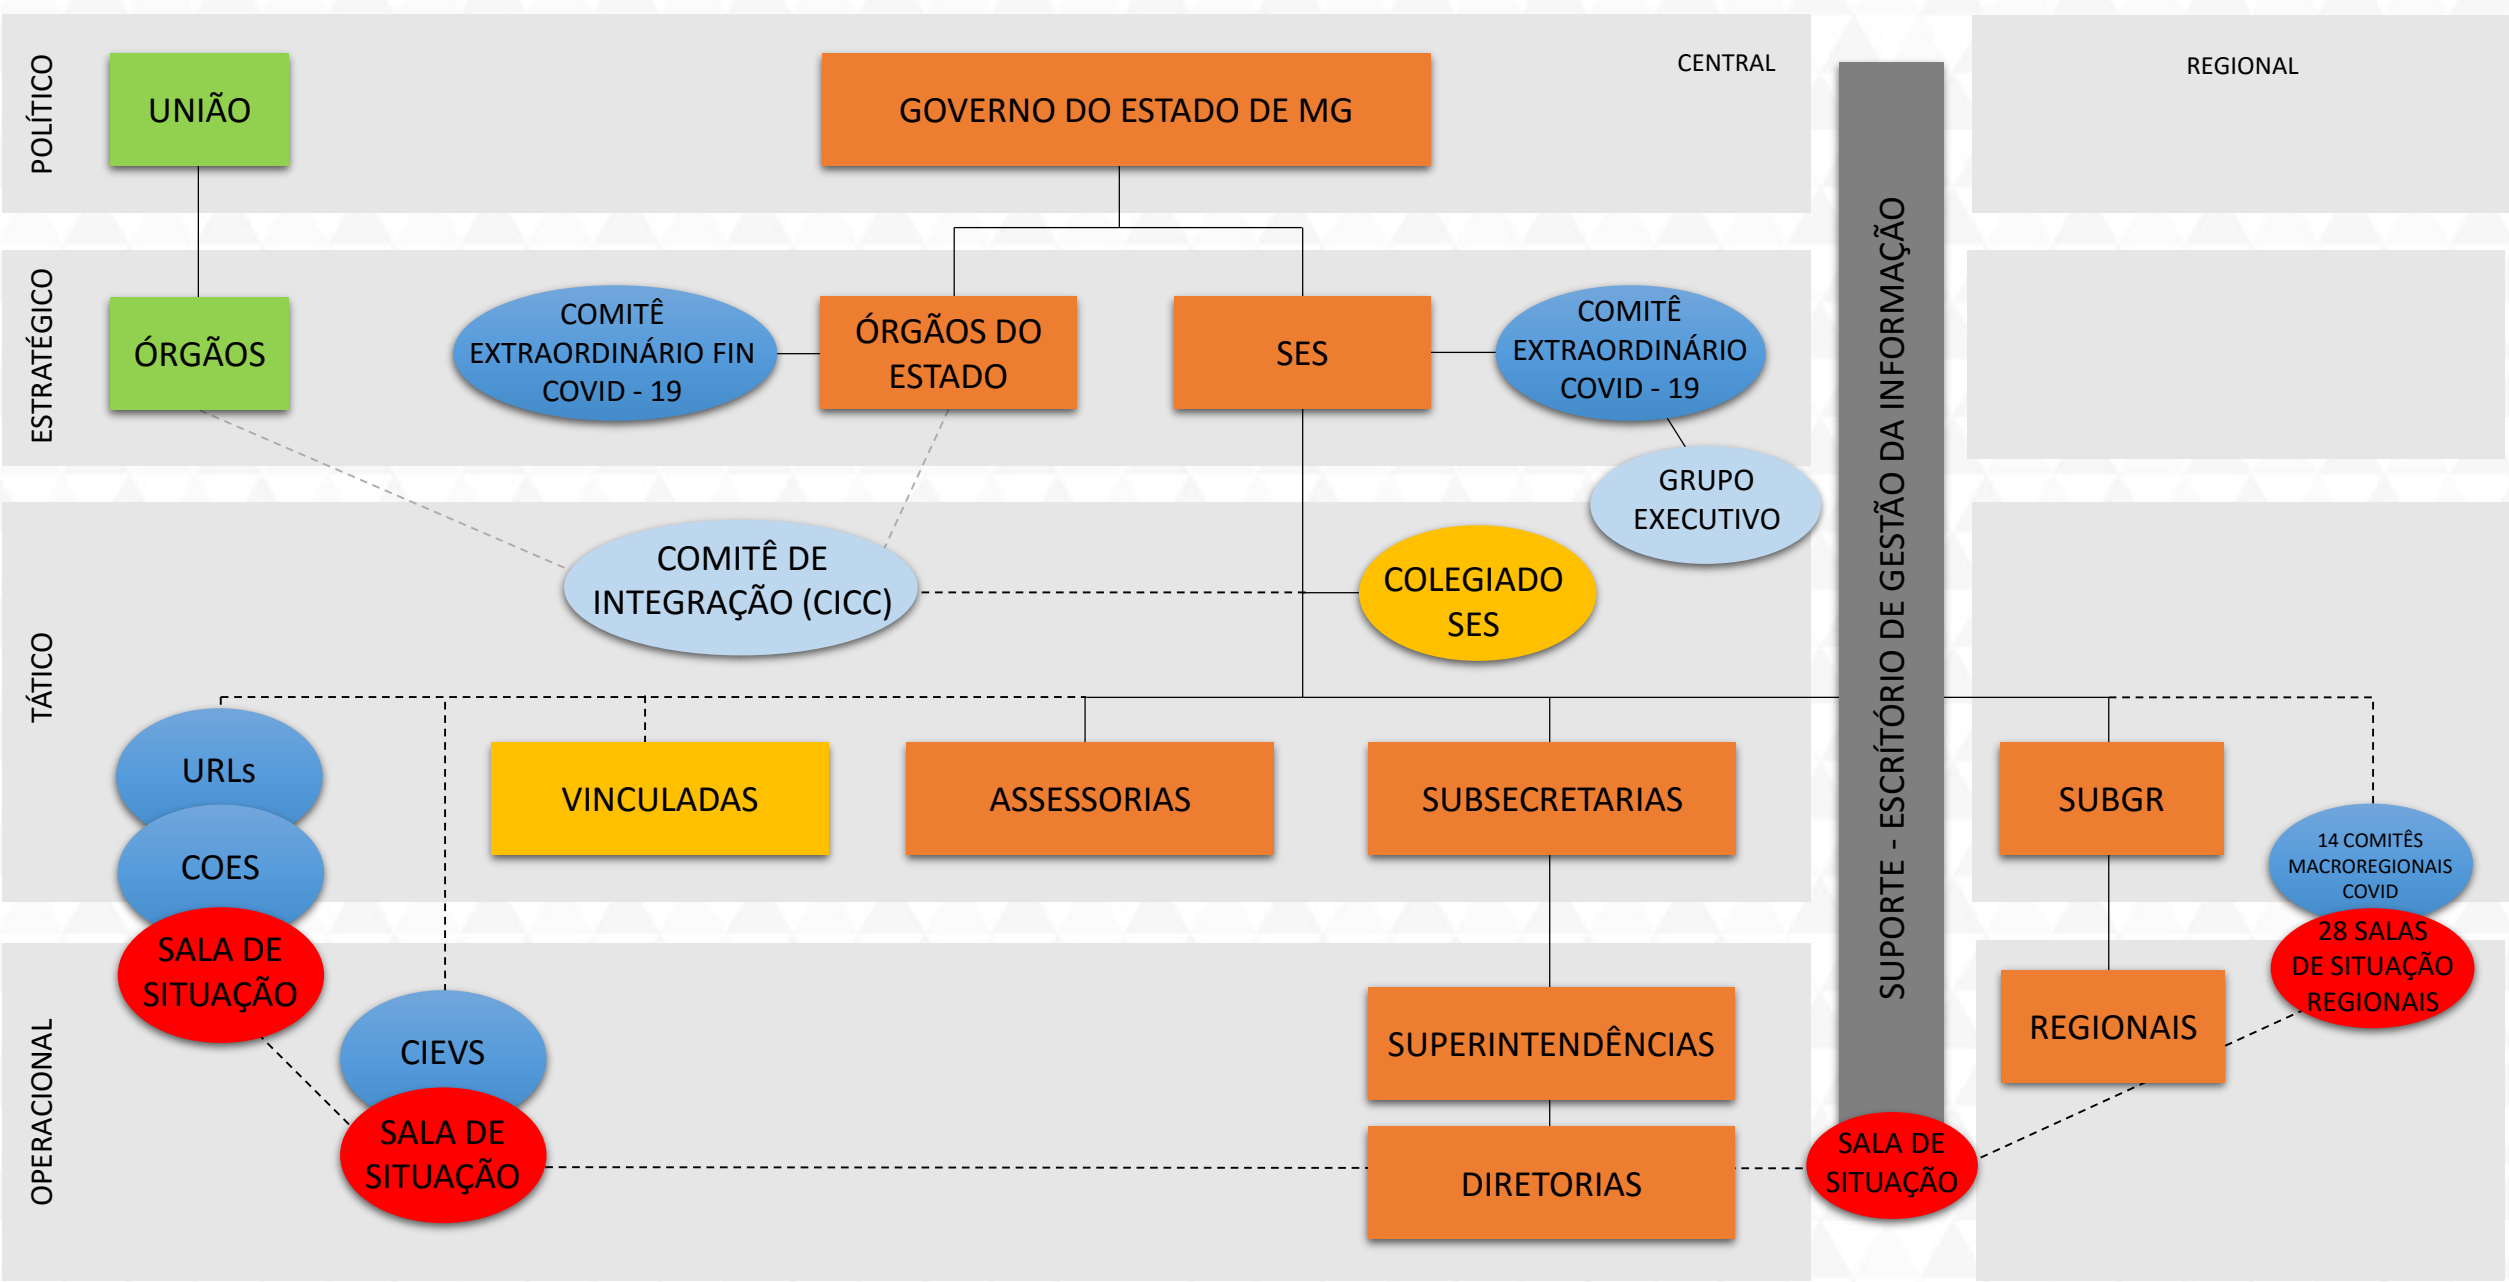 POLÍTICO
UNIÃO
GOVERNO DO ESTADO DE MG
CENTRAL
REGIONAL
ESTRATÉGICO
ÓRGÃOS
COMITÊ
EXTRAORDINÁRIO FIN
COVID - 19
ÓRGÃOS DO
ESTADO
SES
COMITÊ
EXTRAORDINÁRIO
COVID - 19
GRUPO
EXECUTIVO
SUPORTE - ESCRÍTÓRIO DE GESTÃO DA INFORMAÇÃO
TÁTICO
COMITÊ DE
INTEGRAÇÃO (CICC)
COLEGIADO
SES
URLs
COES
SALA DE
SITUAÇÃO
VINCULADAS
ASSESSORIAS
SUBSECRETARIAS
SUBGR
14 COMITÊS
MACROREGIONAIS
COVID
28 SALAS
DE SITUAÇÃO
REGIONAIS
OPERACIONAL
CIEVS
SALA DE
SITUAÇÃO
SUPERINTENDÊNCIAS
DIRETORIAS
SALA DE
SITUAÇÃO
REGIONAIS